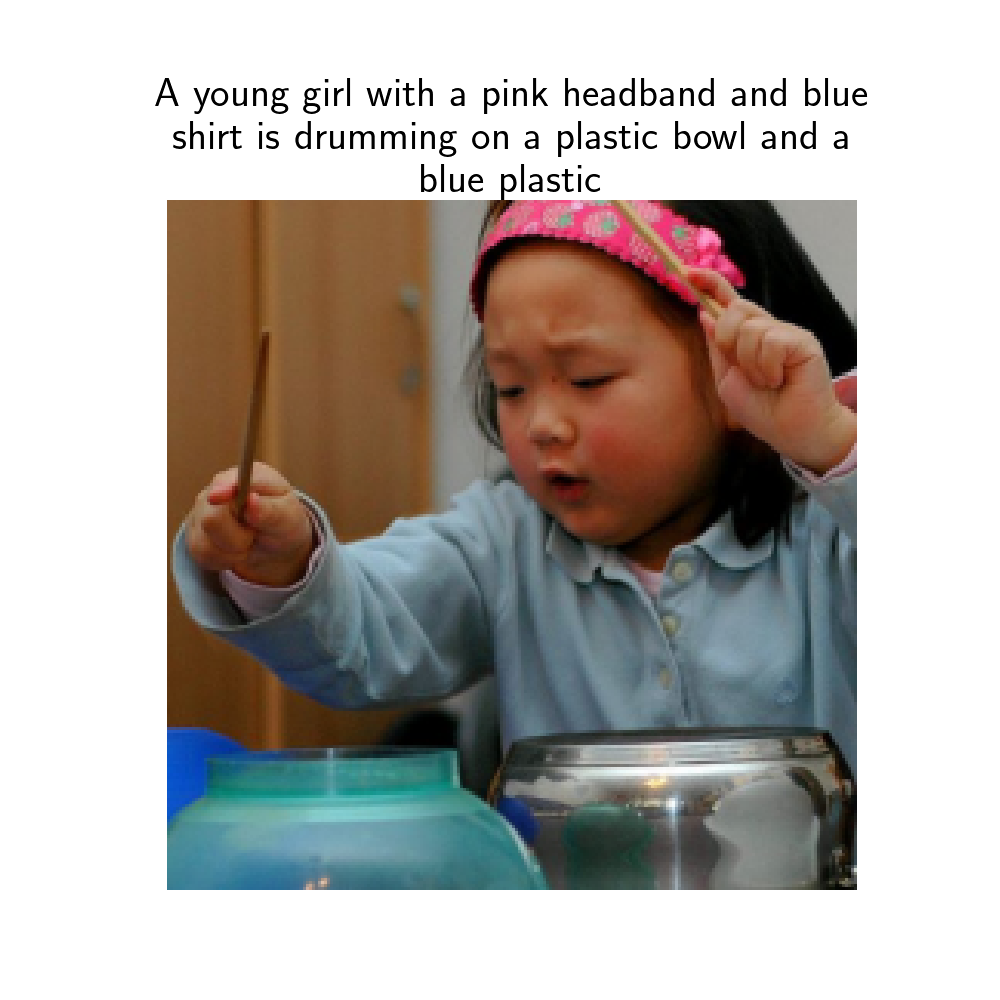 A young girl with a pink headband and blue
shirt is drumming on a plastic bowl and a
blue plastic